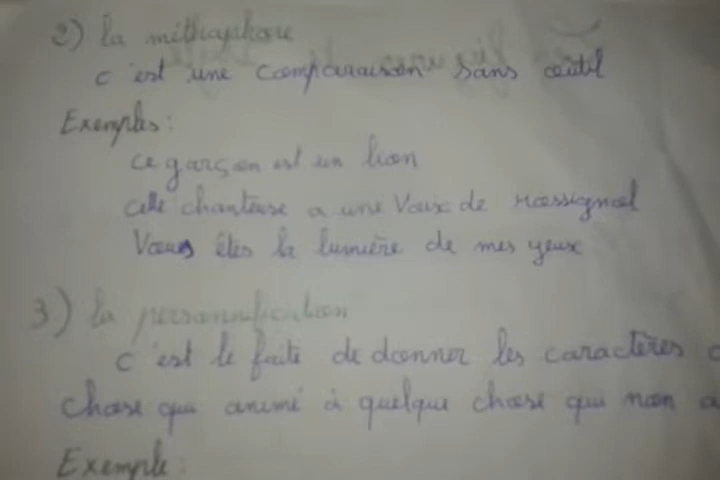 2) la méthaphore
c'est une comparaison sans outil
Exemples:
ce garçon est un lion
cette chanteuse a une Voix de rossignol
Vous êtes la lumière de mes yeux
3) la personnification
c'est le faite de donner les caractères
chose qui animé à quelque chose qui non
Exemple: